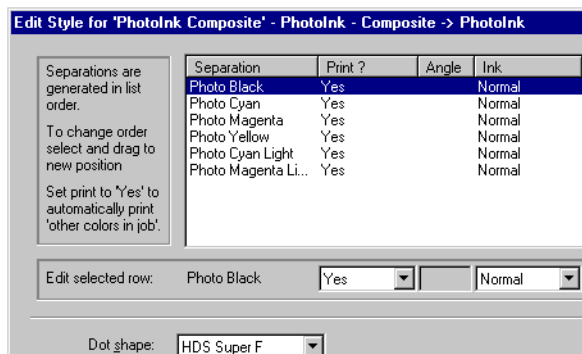 Edit Style for 'PhotoInk Composite' - PhotoInk - Composite -> PhotoInk
Separations are
generated in list
order.
To change order
select and drag to
new position
Set print to 'Yes' to
automatically print
'other colors in job'.
Separation Print ? Angle Ink
Photo Black Yes Normal
Photo Cyan Yes Normal
Photo Magenta Yes Normal
Photo Yellow Yes Normal
Photo Cyan Light Yes Normal
Photo Magenta Li... Yes Normal
Edit selected row: Photo Black Yes Normal
Dot shape: HDS Super F